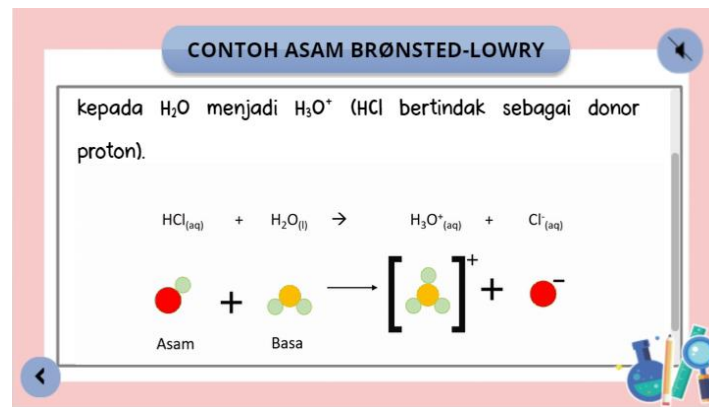 CONTOH ASAM BRØNSTED-LOWRY
kepada H₂O menjadi H₃O⁺ (HCl bertindak sebagai donor
proton).
HCl(aq) + H₂O(l) → H₃O⁺(aq) + Cl⁻(aq)
+ → [ ]⁺ + −
Asam Basa